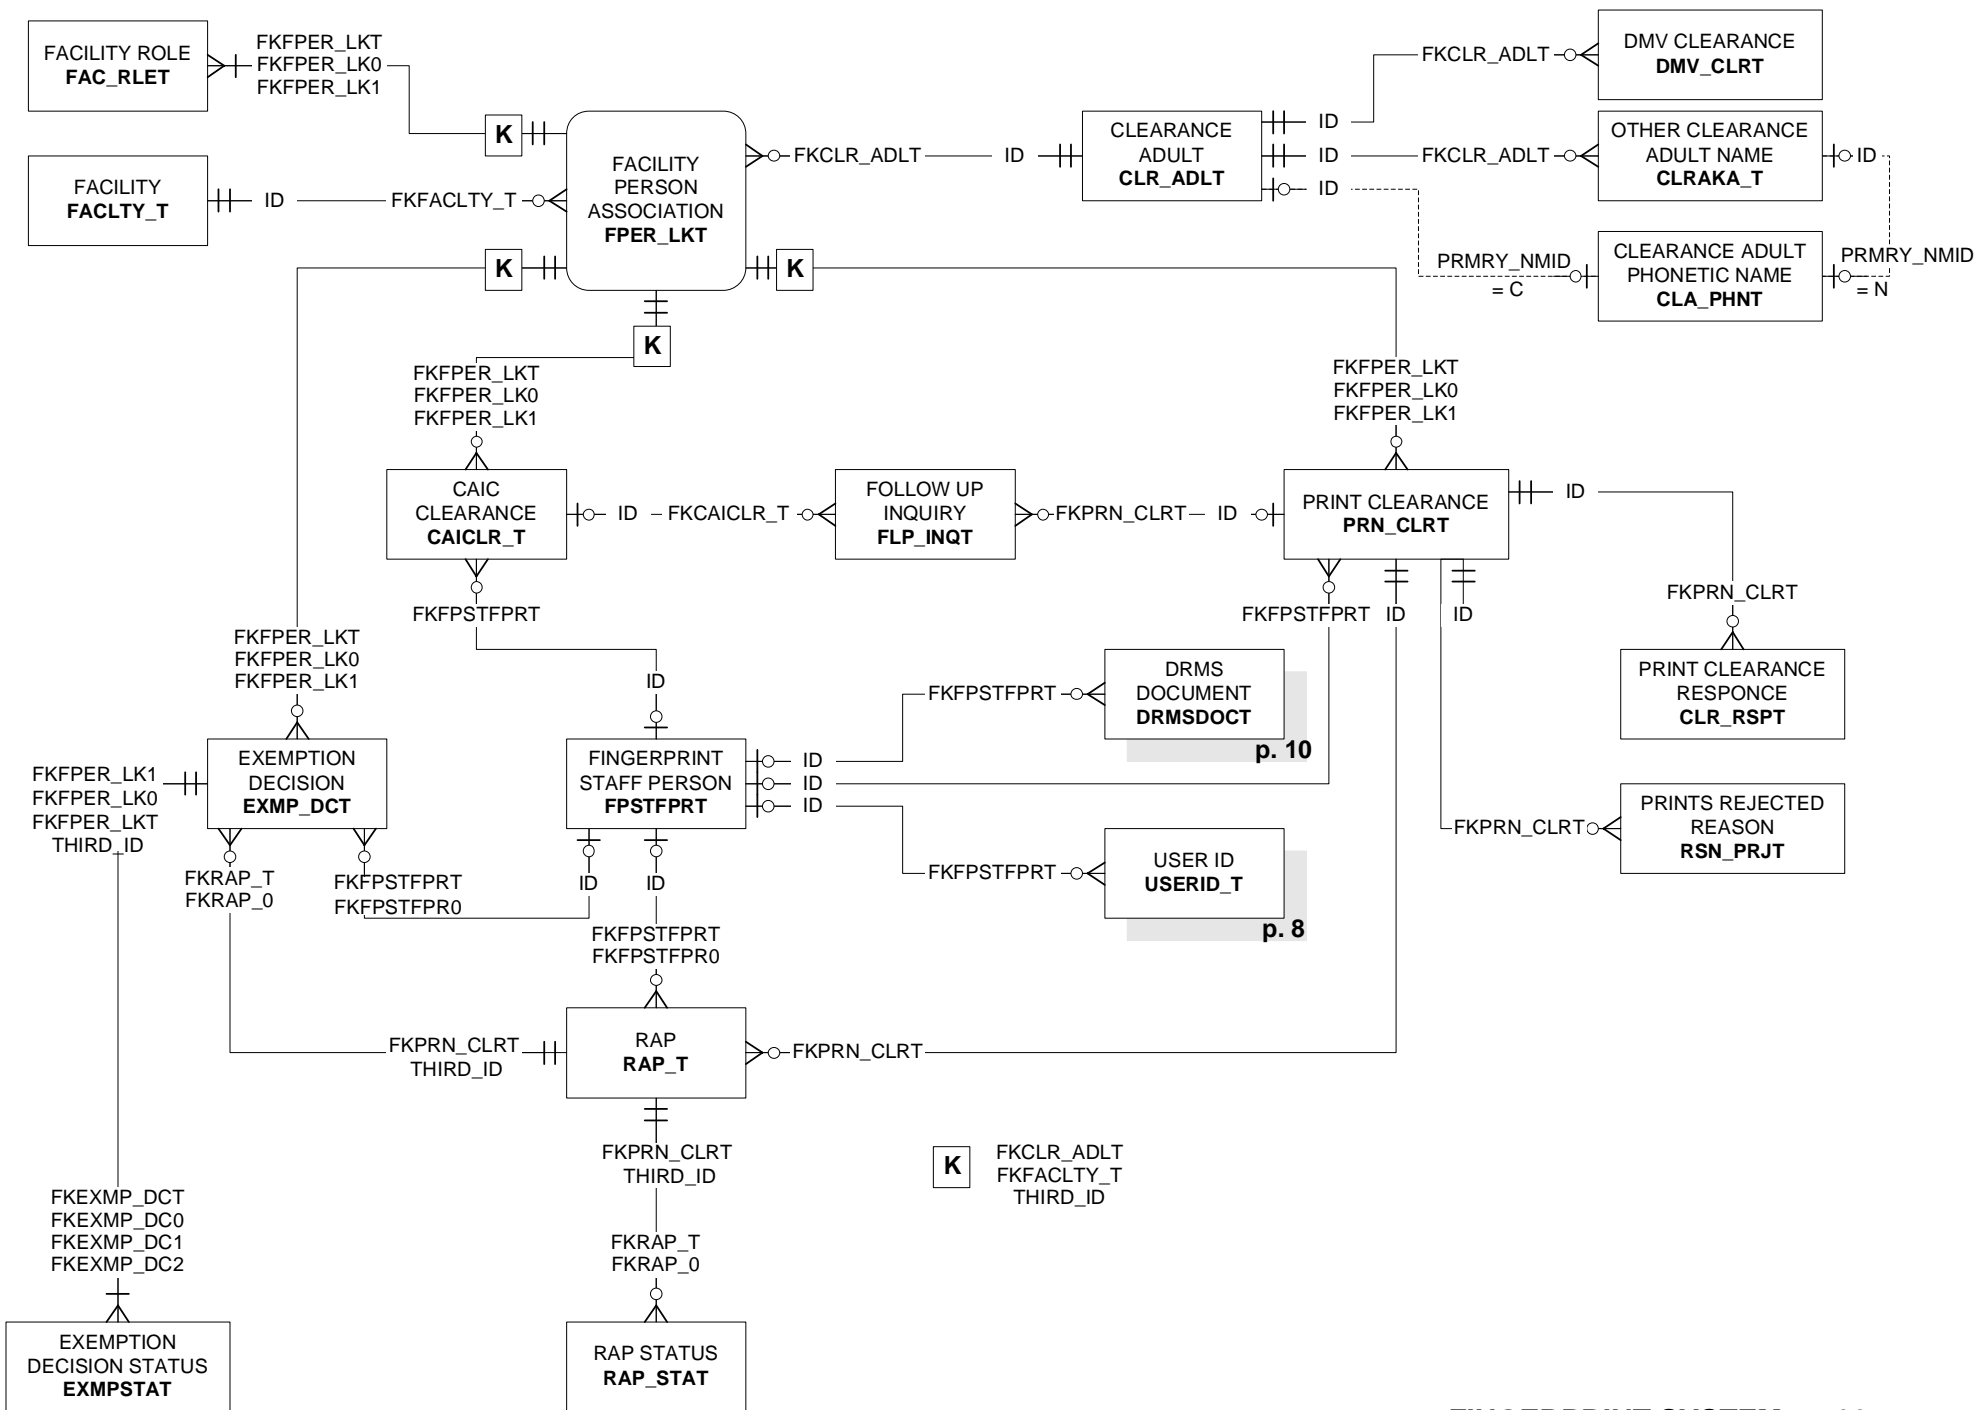 FACILITY ROLE
FAC_RLET
FKFPER_LKT
FKFPER_LK0
FKFPER_LK1
K
FACILITY
FACLTY_T
ID
FKFACLTY_T
FACILITY
PERSON
ASSOCIATION
FPER_LKT
FKCLR_ADLT
ID
CLEARANCE
ADULT
CLR_ADLT
ID
FKCLR_ADLT
DMV CLEARANCE
DMV_CLRT
ID
FKCLR_ADLT
OTHER CLEARANCE
ADULT NAME
CLRAKA_T
ID
ID
PRMRY_NMID
= C
CLEARANCE ADULT
PHONETIC NAME
CLA_PHNT
PRMRY_NMID
= N
K
K
K
FKFPER_LKT
FKFPER_LK0
FKFPER_LK1
FKFPER_LKT
FKFPER_LK0
FKFPER_LK1
CAIC
CLEARANCE
CAICLR_T
ID
FKCAICLR_T
FOLLOW UP
INQUIRY
FLP_INQT
FKPRN_CLRT
ID
PRINT CLEARANCE
PRN_CLRT
ID
FKFPSTFPRT
FKFPSTFPRT
ID
ID
FKPRN_CLRT
FKFPER_LKT
FKFPER_LK0
FKFPER_LK1
ID
FKFPSTFPRT
DRMS
DOCUMENT
DRMSDOCT
p. 10
PRINT CLEARANCE
RESPONCE
CLR_RSPT
FKFPER_LK1
FKFPER_LK0
FKFPER_LKT
THIRD_ID
EXEMPTION
DECISION
EXMP_DCT
FINGERPRINT
STAFF PERSON
FPSTFPRT
ID
ID
ID
FKPRN_CLRT
PRINTS REJECTED
REASON
RSN_PRJT
FKRAP_T
FKRAP_0
FKFPSTFPRT
FKFPSTFPR0
ID
ID
FKFPSTFPRT
USER ID
USERID_T
p. 8
FKFPSTFPRT
FKFPSTFPR0
FKPRN_CLRT
THIRD_ID
RAP
RAP_T
FKPRN_CLRT
FKPRN_CLRT
THIRD_ID
K
FKCLR_ADLT
FKFACLTY_T
THIRD_ID
FKEXMP_DCT
FKEXMP_DC0
FKEXMP_DC1
FKEXMP_DC2
FKRAP_T
FKRAP_0
EXEMPTION
DECISION STATUS
EXMPSTAT
RAP STATUS
RAP_STAT